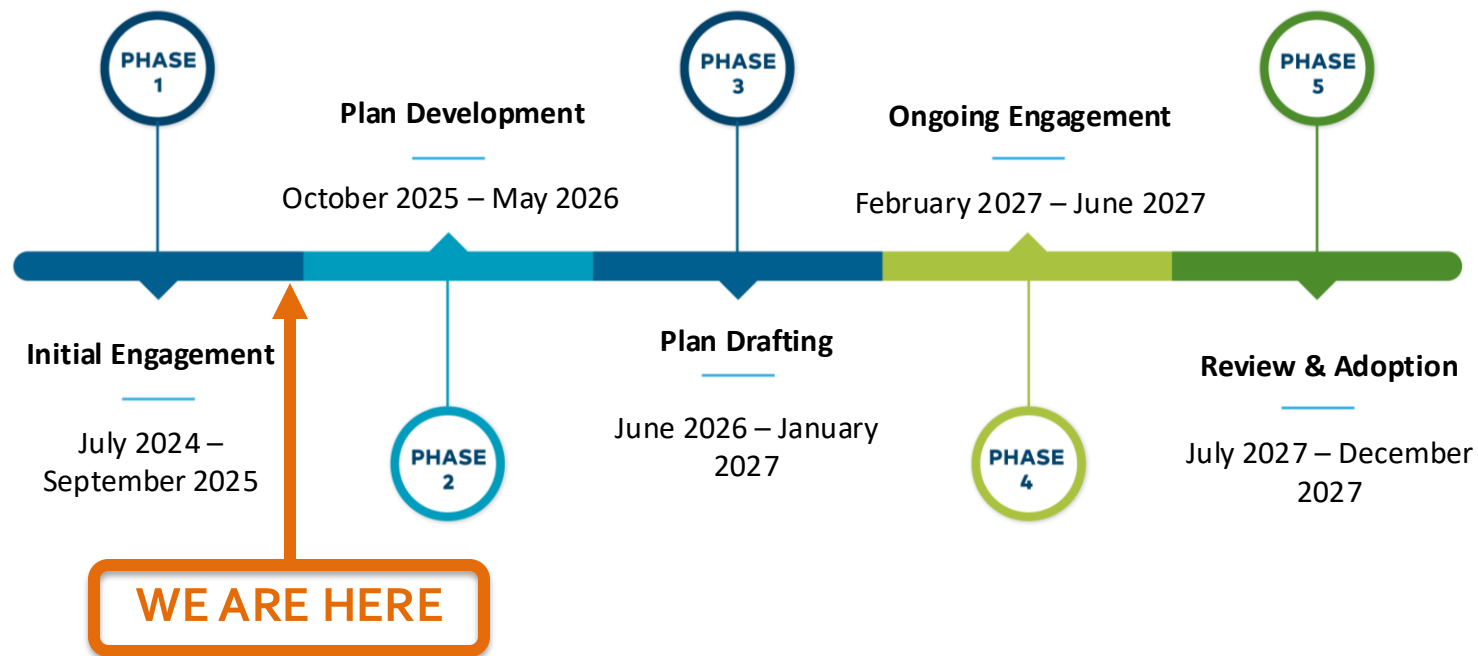 PHASE
1
Initial Engagement
July 2024 –
September 2025
Plan Development
October 2025 – May 2026
PHASE
2
PHASE
3
Plan Drafting
June 2026 – January
2027
Ongoing Engagement
February 2027 – June 2027
PHASE
4
PHASE
5
Review & Adoption
July 2027 – December
2027
WE ARE HERE